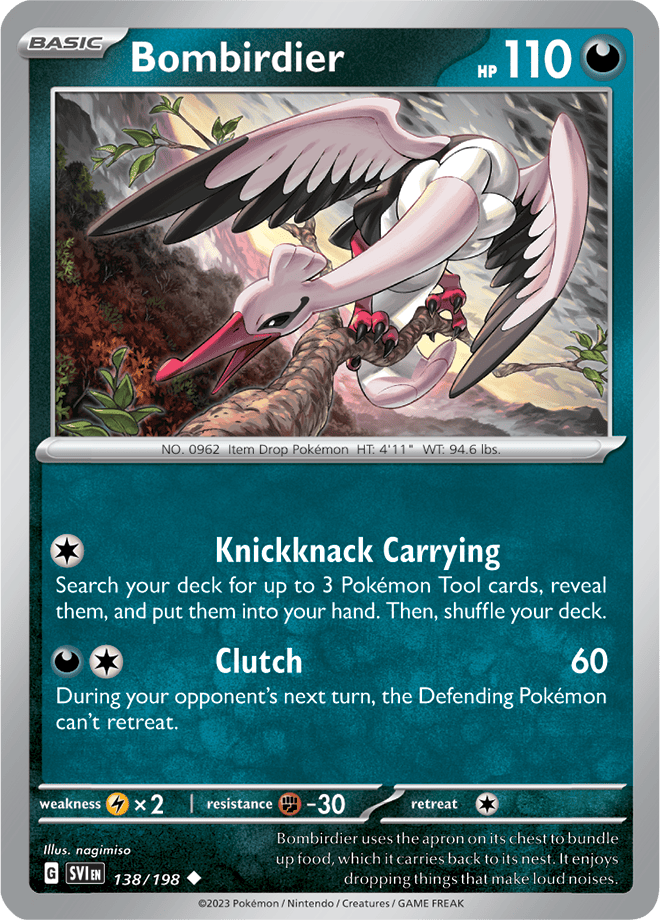 BASIC Bombirdier HP 110
NO. 0962 Item Drop Pokémon HT: 4'11" WT: 94.6 lbs.
Knickknack Carrying
Search your deck for up to 3 Pokémon Tool cards, reveal
them, and put them into your hand. Then, shuffle your deck.
Clutch 60
During your opponent's next turn, the Defending Pokémon
can't retreat.
weakness ×2 resistance -30 retreat
Illus. nagimiso
G SVI EN 138/198
Bombirdier uses the apron on its chest to bundle
up food, which it carries back to its nest. It enjoys
dropping things that make loud noises.
©2023 Pokémon / Nintendo / Creatures / GAME FREAK